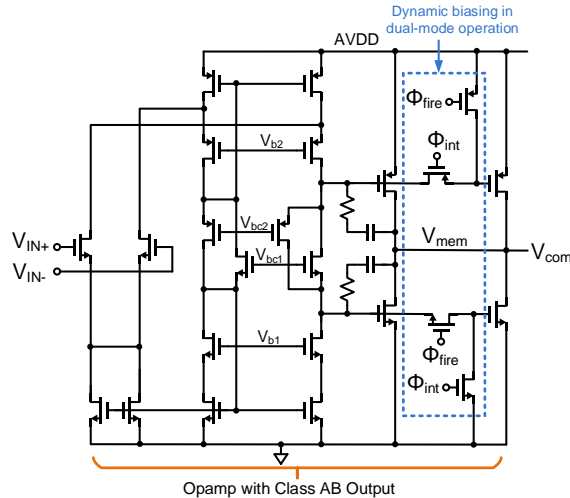 Dynamic biasing in
dual-mode operation
AVDD
Φfire
Φint
Vb2
Vbc2
Vbc1
VIN+
VIN-
Vmem
Vcom
Vb1
Φfire
Φint
Opamp with Class AB Output